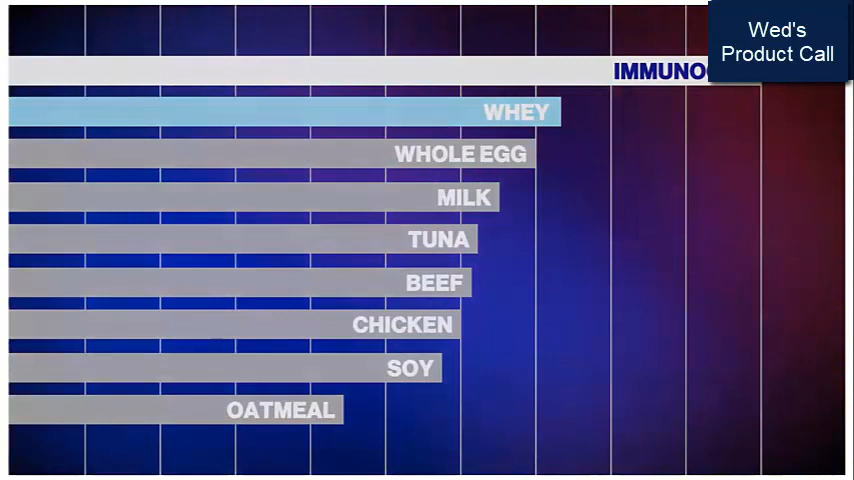 Wed's
Product Call
WHEY
WHOLE EGG
MILK
TUNA
BEEF
CHICKEN
SOY
OATMEAL